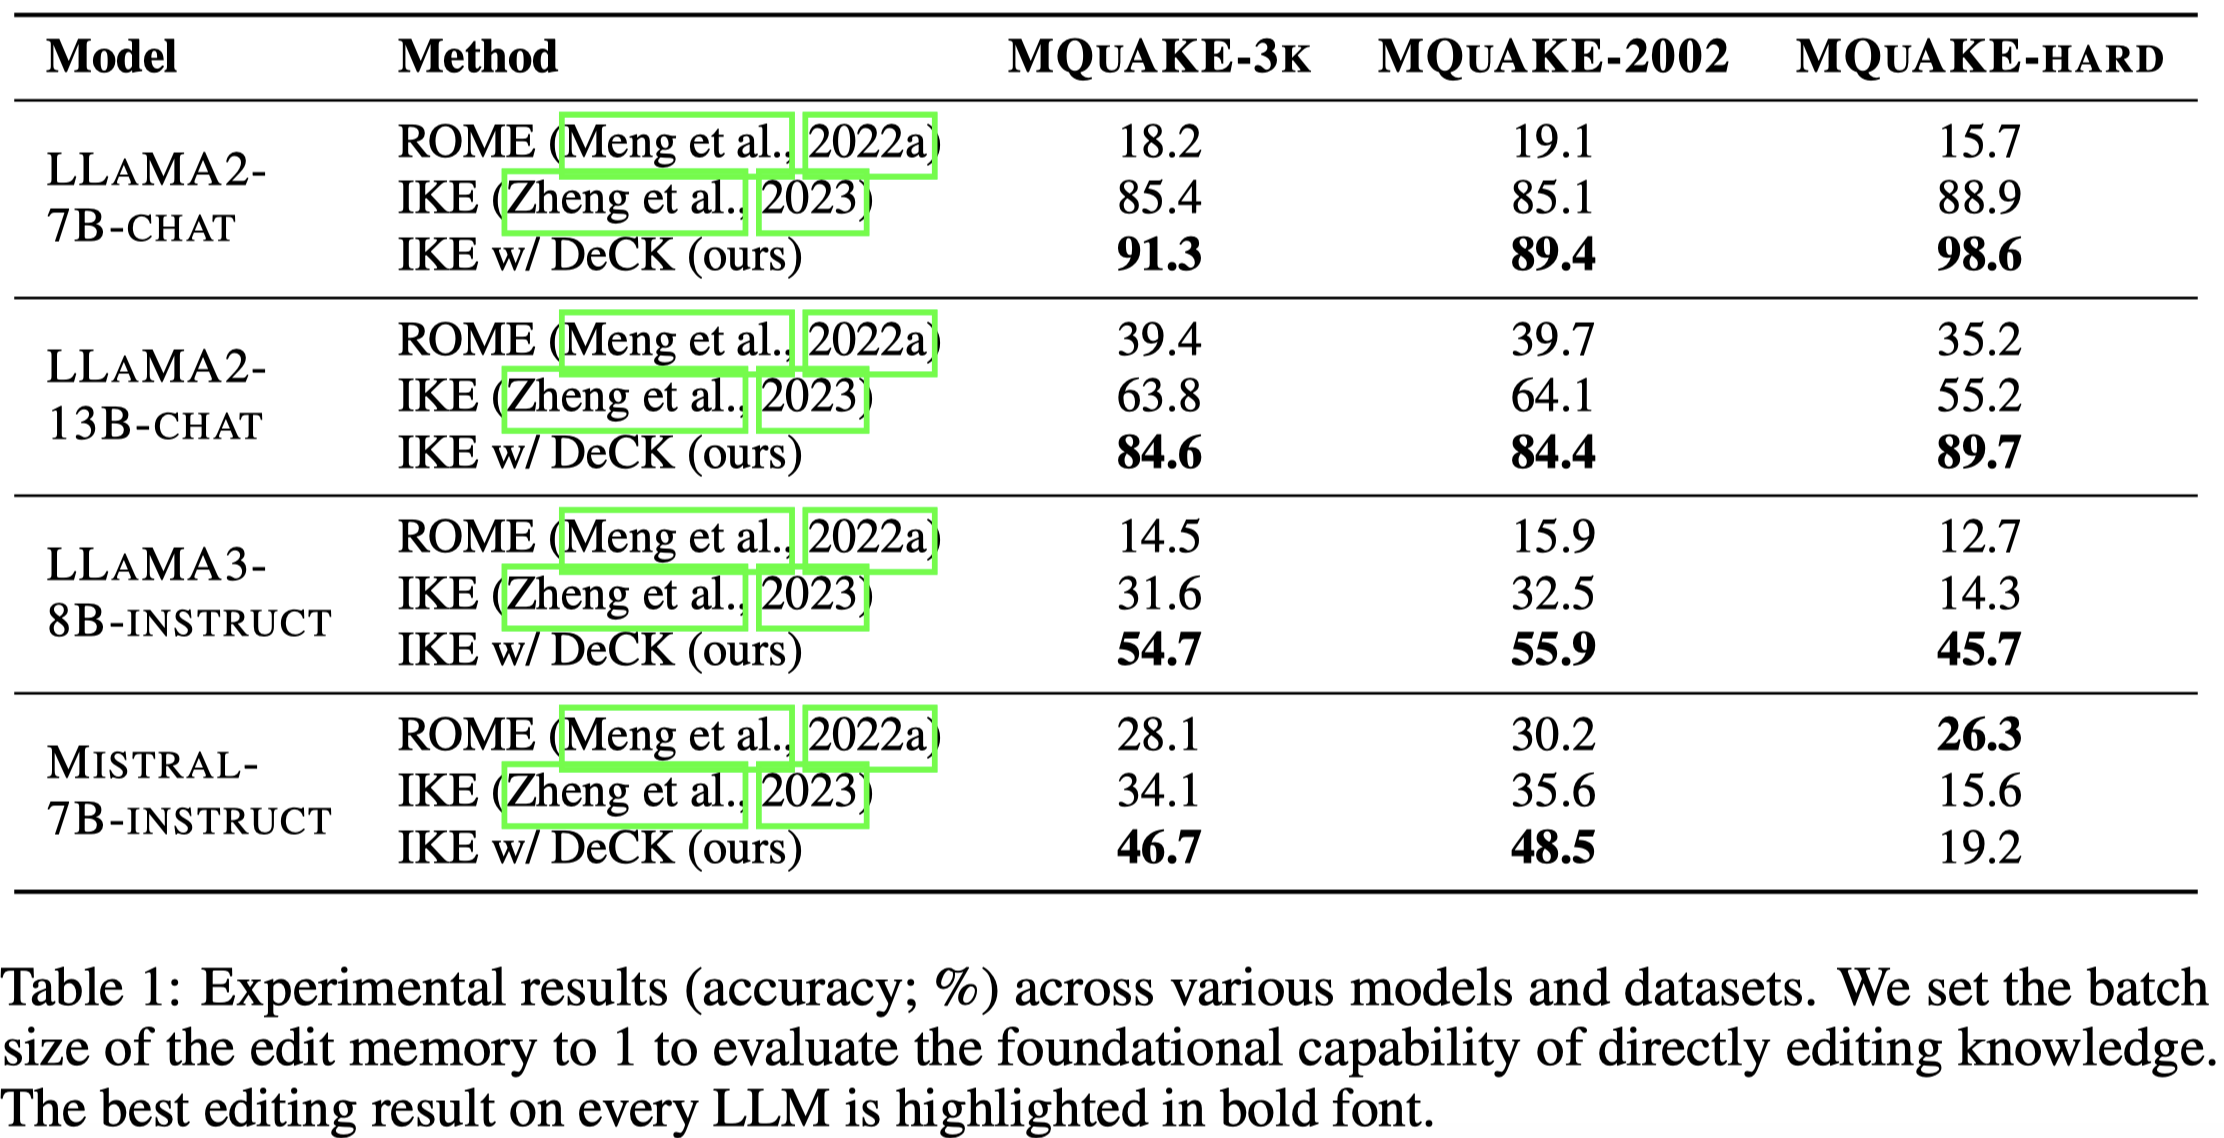 Model Method MQUAKE-3K MQUAKE-2002 MQUAKE-HARD
LLAMA2-7B-CHAT
ROME (Meng et al., 2022a) 18.2 19.1 15.7
IKE (Zheng et al., 2023) 85.4 85.1 88.9
IKE w/ DeCK (ours) 91.3 89.4 98.6
LLAMA2-13B-CHAT
ROME (Meng et al., 2022a) 39.4 39.7 35.2
IKE (Zheng et al., 2023) 63.8 64.1 55.2
IKE w/ DeCK (ours) 84.6 84.4 89.7
LLAMA3-8B-INSTRUCT
ROME (Meng et al., 2022a) 14.5 15.9 12.7
IKE (Zheng et al., 2023) 31.6 32.5 14.3
IKE w/ DeCK (ours) 54.7 55.9 45.7
MISTRAL-7B-INSTRUCT
ROME (Meng et al., 2022a) 28.1 30.2 26.3
IKE (Zheng et al., 2023) 34.1 35.6 15.6
IKE w/ DeCK (ours) 46.7 48.5 19.2
Table 1: Experimental results (accuracy; %) across various models and datasets. We set the batch
size of the edit memory to 1 to evaluate the foundational capability of directly editing knowledge.
The best editing result on every LLM is highlighted in bold font.